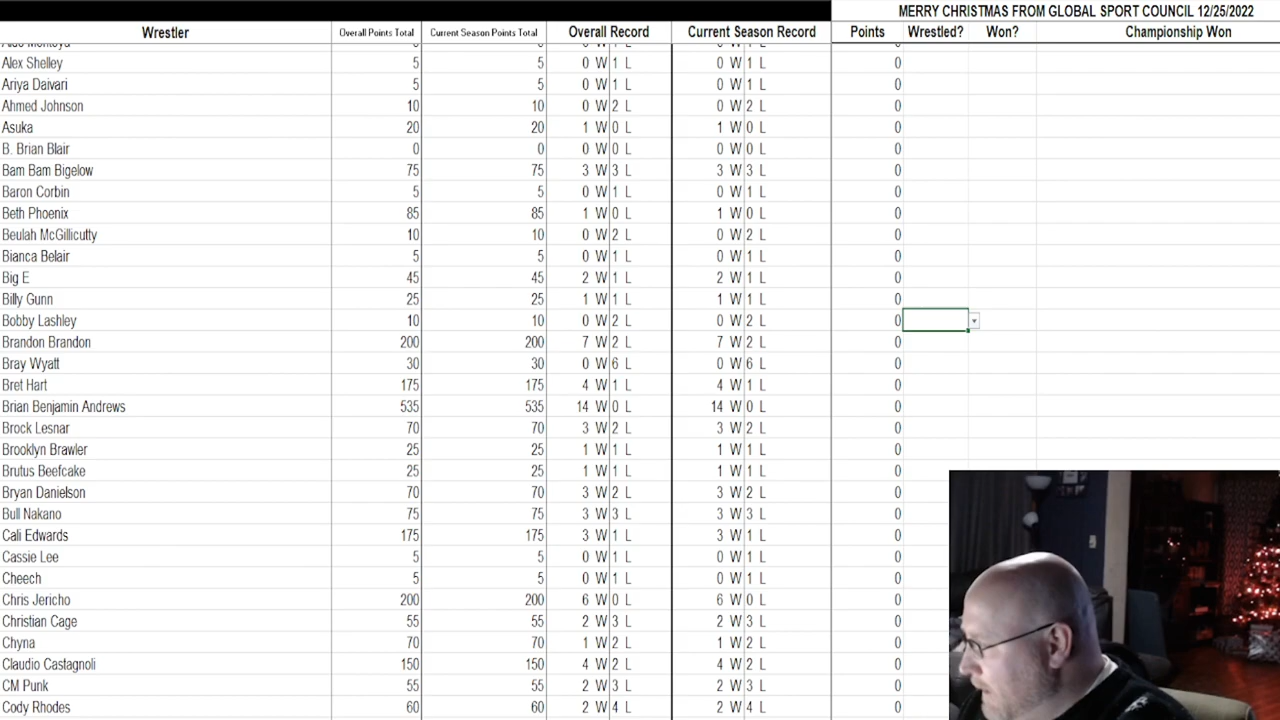 MERRY CHRISTMAS FROM GLOBAL SPORT COUNCIL 12/25/2022
Wrestler Overall Points Total Current Season Points Total Overall Record Current Season Record Points Wrestled? Won? Championship Won
Alex Shelley 5 5 0 W 1 L 0 W 1 L 0
Ariya Daivari 5 5 0 W 1 L 0 W 1 L 0
Ahmed Johnson 10 10 0 W 2 L 0 W 2 L 0
Asuka 20 20 1 W 0 L 1 W 0 L 0
B. Brian Blair 0 0 0 W 0 L 0 W 0 L 0
Bam Bam Bigelow 75 75 3 W 3 L 3 W 3 L 0
Baron Corbin 5 5 0 W 1 L 0 W 1 L 0
Beth Phoenix 85 85 1 W 0 L 1 W 0 L 0
Beulah McGillicutty 10 10 0 W 2 L 0 W 2 L 0
Bianca Belair 5 5 0 W 1 L 0 W 1 L 0
Big E 45 45 2 W 1 L 2 W 1 L 0
Billy Gunn 25 25 1 W 1 L 1 W 1 L 0
Bobby Lashley 10 10 0 W 2 L 0 W 2 L 0
Brandon Brandon 200 200 7 W 2 L 7 W 2 L 0
Bray Wyatt 30 30 0 W 6 L 0 W 6 L 0
Bret Hart 175 175 4 W 1 L 4 W 1 L 0
Brian Benjamin Andrews 535 535 14 W 0 L 14 W 0 L 0
Brock Lesnar 70 70 3 W 2 L 3 W 2 L 0
Brooklyn Brawler 25 25 1 W 1 L 1 W 1 L 0
Brutus Beefcake 25 25 1 W 1 L 1 W 1 L 0
Bryan Danielson 70 70 3 W 2 L 3 W 2 L 0
Bull Nakano 75 75 3 W 3 L 3 W 3 L 0
Cali Edwards 175 175 3 W 1 L 3 W 1 L 0
Cassie Lee 5 5 0 W 1 L 0 W 1 L 0
Cheech 5 5 0 W 1 L 0 W 1 L 0
Chris Jericho 200 200 6 W 0 L 6 W 0 L 0
Christian Cage 55 55 2 W 3 L 2 W 3 L 0
Chyna 70 70 1 W 2 L 1 W 2 L 0
Claudio Castagnoli 150 150 4 W 2 L 4 W 2 L 0
CM Punk 55 55 2 W 3 L 2 W 3 L 0
Cody Rhodes 60 60 2 W 4 L 2 W 4 L 0